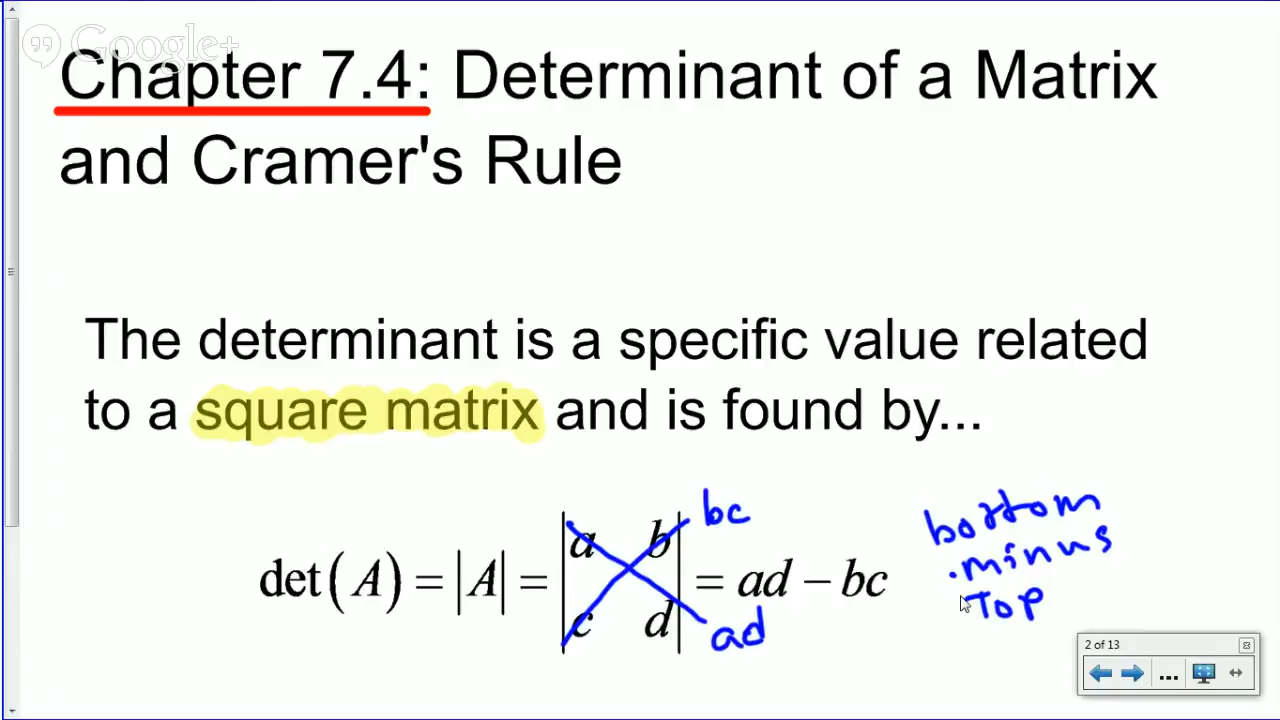 Google+
Chapter 7.4: Determinant of a Matrix
and Cramer's Rule
The determinant is a specific value related
to a square matrix and is found by...
det(A) = |A| = |a b| = ad − bc
|c d|
bc
ad
bottom
minus
Top
2 of 13
...